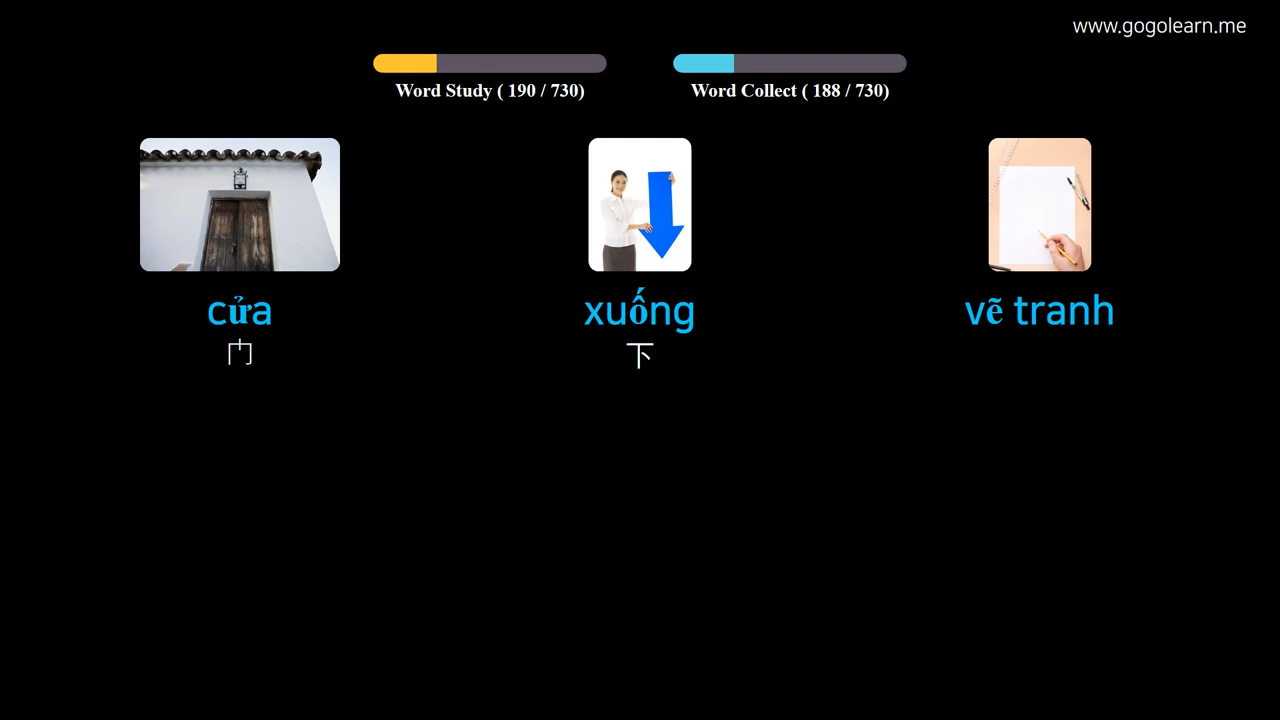 www.gogolearn.me
Word Study ( 190 / 730)
Word Collect ( 188 / 730)
cửa
xuống
vẽ tranh
门
下